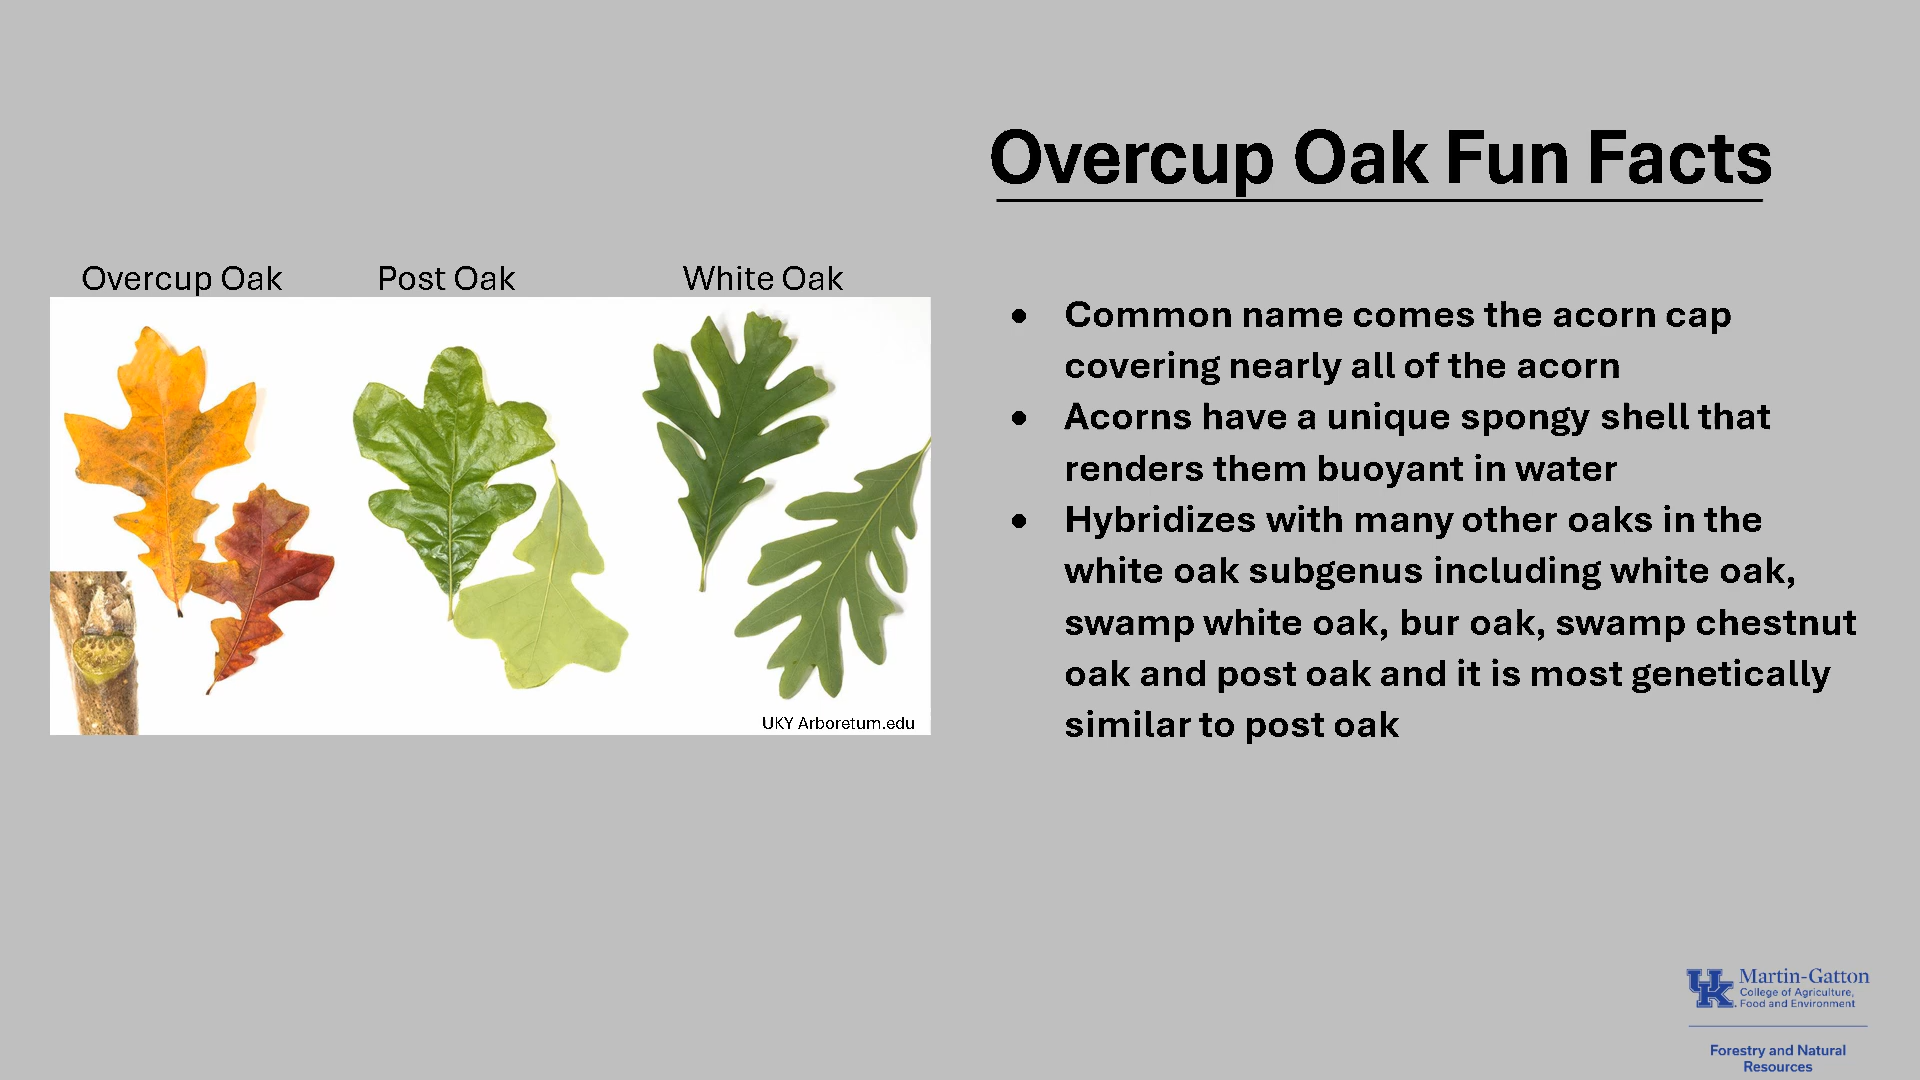 Overcup Oak Fun Facts
Overcup Oak
Post Oak
White Oak
UKY Arboretum.edu
• Common name comes the acorn cap
covering nearly all of the acorn
• Acorns have a unique spongy shell that
renders them buoyant in water
• Hybridizes with many other oaks in the
white oak subgenus including white oak,
swamp white oak, bur oak, swamp chestnut
oak and post oak and it is most genetically
similar to post oak
UK Martin-Gatton
College of Agriculture,
Food and Environment
Forestry and Natural
Resources